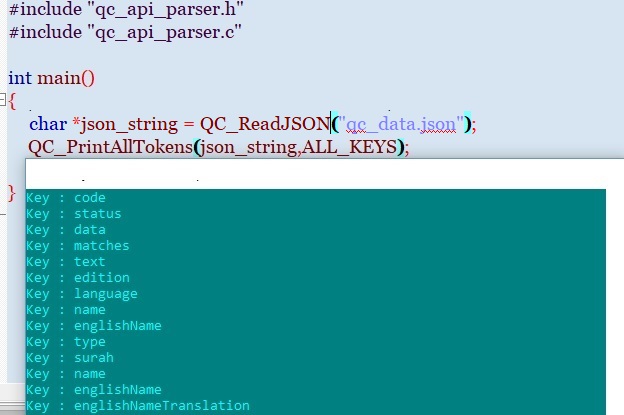 #include "qc_api_parser.h"
#include "qc_api_parser.c"
int main()
{
char *json_string = QC_ReadJSON("qc_data.json");
QC_PrintAllTokens(json_string,ALL_KEYS);
}
Key : code
Key : status
Key : data
Key : matches
Key : text
Key : edition
Key : language
Key : name
Key : englishName
Key : type
Key : surah
Key : name
Key : englishName
Key : englishNameTranslation